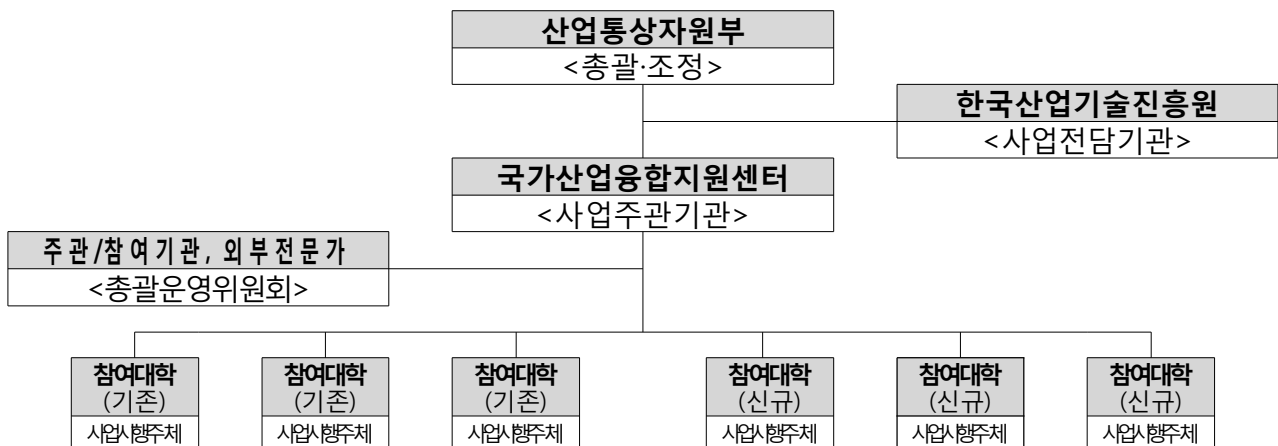 산업통상자원부
<총괄·조정>
한국산업기술진흥원
<사업전담기관>
국가산업융합지원센터
<사업주관기관>
주관/참여기관, 외부전문가
<총괄운영위원회>
참여대학 참여대학 참여대학 참여대학 참여대학 참여대학
(기존) (기존) (기존) (신규) (신규) (신규)
사업시행주체 사업시행주체 사업시행주체 사업시행주체 사업시행주체 사업시행주체